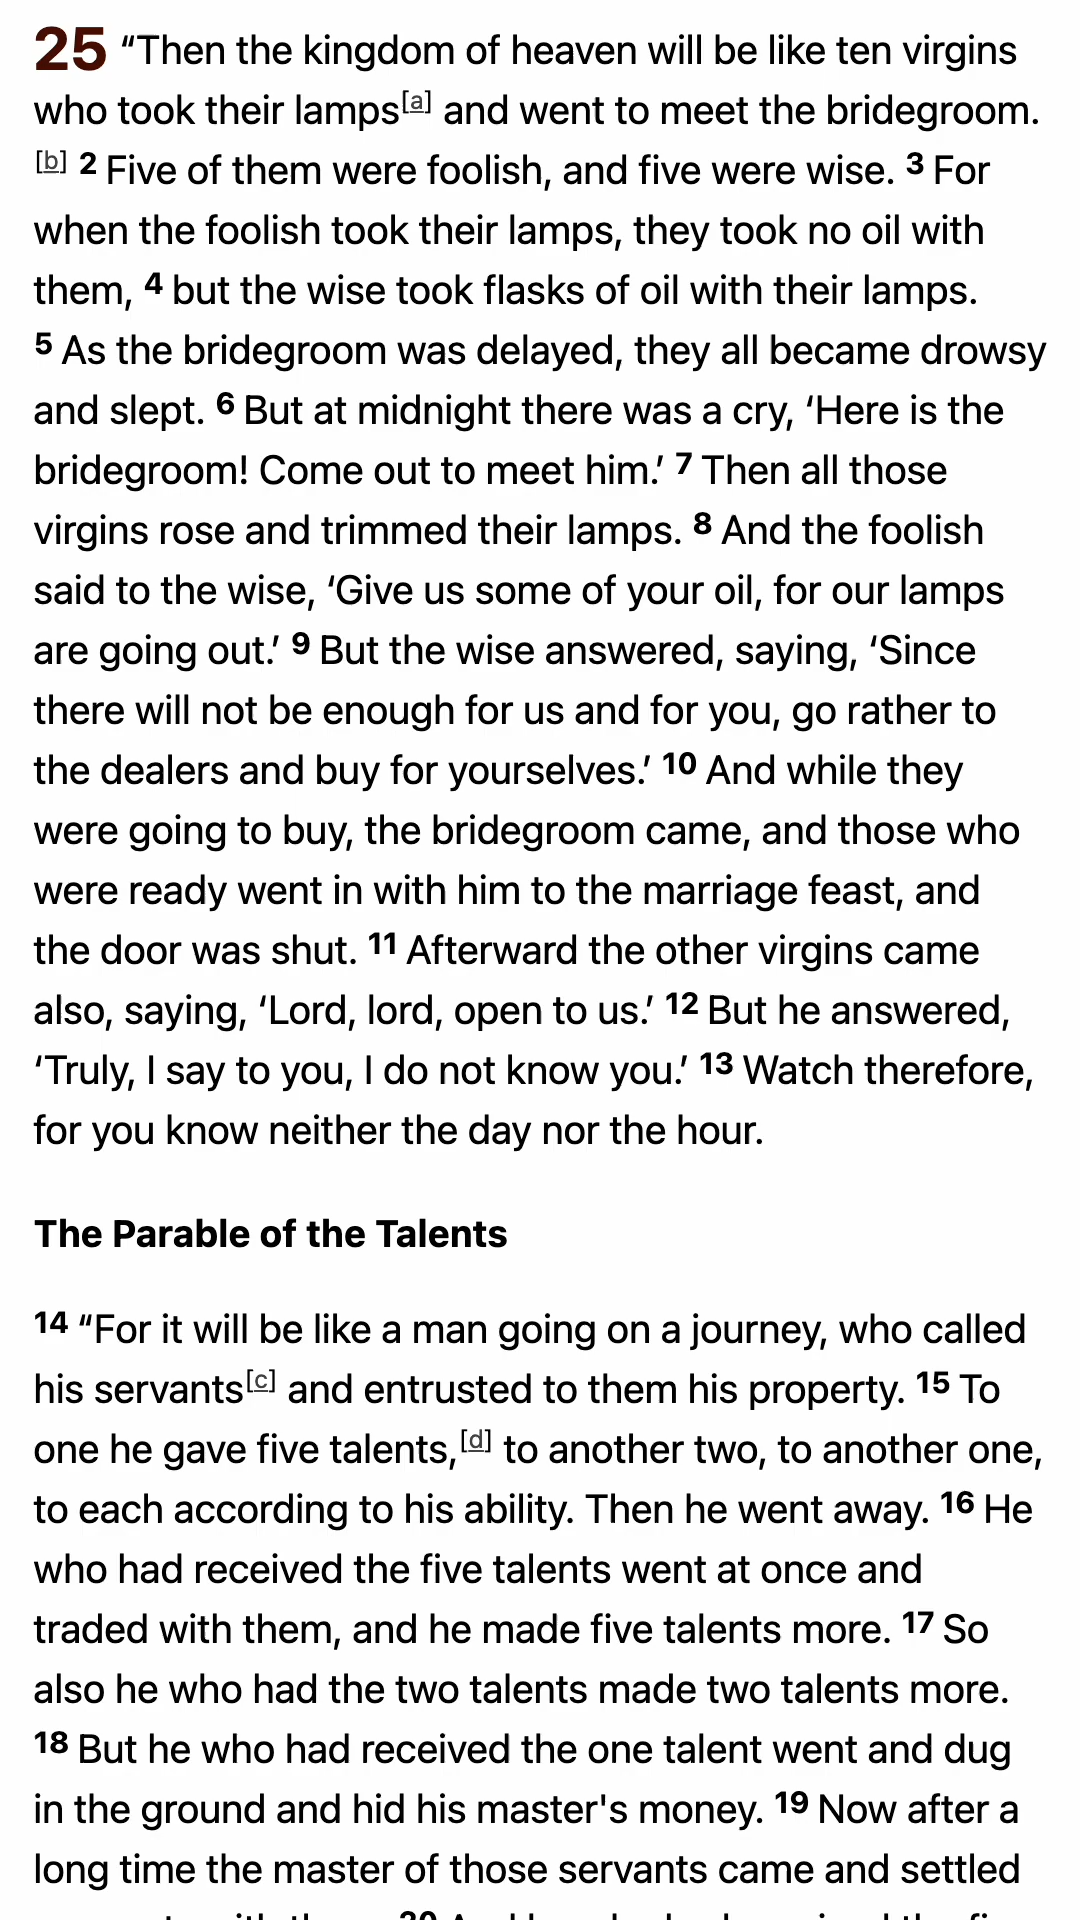 25 “Then the kingdom of heaven will be like ten virgins
who took their lamps[a] and went to meet the bridegroom.
[b] 2 Five of them were foolish, and five were wise. 3 For
when the foolish took their lamps, they took no oil with
them, 4 but the wise took flasks of oil with their lamps.
5 As the bridegroom was delayed, they all became drowsy
and slept. 6 But at midnight there was a cry, ‘Here is the
bridegroom! Come out to meet him.’ 7 Then all those
virgins rose and trimmed their lamps. 8 And the foolish
said to the wise, ‘Give us some of your oil, for our lamps
are going out.’ 9 But the wise answered, saying, ‘Since
there will not be enough for us and for you, go rather to
the dealers and buy for yourselves.’ 10 And while they
were going to buy, the bridegroom came, and those who
were ready went in with him to the marriage feast, and
the door was shut. 11 Afterward the other virgins came
also, saying, ‘Lord, lord, open to us.’ 12 But he answered,
‘Truly, I say to you, I do not know you.’ 13 Watch therefore,
for you know neither the day nor the hour.
The Parable of the Talents
14 “For it will be like a man going on a journey, who called
his servants[c] and entrusted to them his property. 15 To
one he gave five talents,[d] to another two, to another one,
to each according to his ability. Then he went away. 16 He
who had received the five talents went at once and
traded with them, and he made five talents more. 17 So
also he who had the two talents made two talents more.
18 But he who had received the one talent went and dug
in the ground and hid his master's money. 19 Now after a
long time the master of those servants came and settled